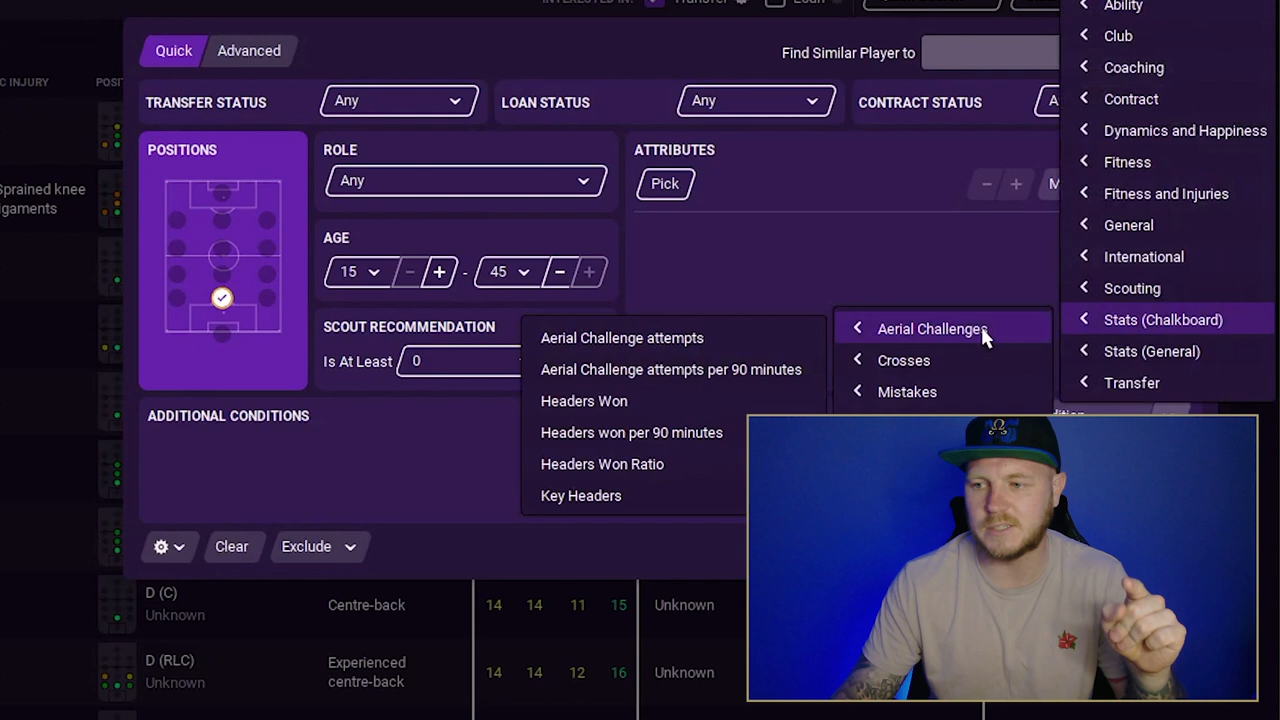 Ability
Quick
Advanced
Find Similar Player to
Club
C INJURY
Coaching
TRANSFER STATUS
Any
LOAN STATUS
Any
CONTRACT STATUS
Contract
Dynamics and Happiness
POSITIONS
ROLE
ATTRIBUTES
Fitness
Any
Pick
Sprained knee
Fitness and Injuries
AGE
General
15
-
45
International
Scouting
SCOUT RECOMMENDATION
Is At Least
0
Stats (Chalkboard)
Stats (General)
Transfer
Aerial Challenges
Crosses
Mistakes
Aerial Challenge attempts
Aerial Challenge attempts per 90 minutes
Headers Won
Headers won per 90 minutes
Headers Won Ratio
Key Headers
ADDITIONAL CONDITIONS
Clear
Exclude
D (C)
Unknown
Centre-back
14 14 11 15
Unknown
D (RLC)
Unknown
Experienced
centre-back
14 14 12 16
Unknown